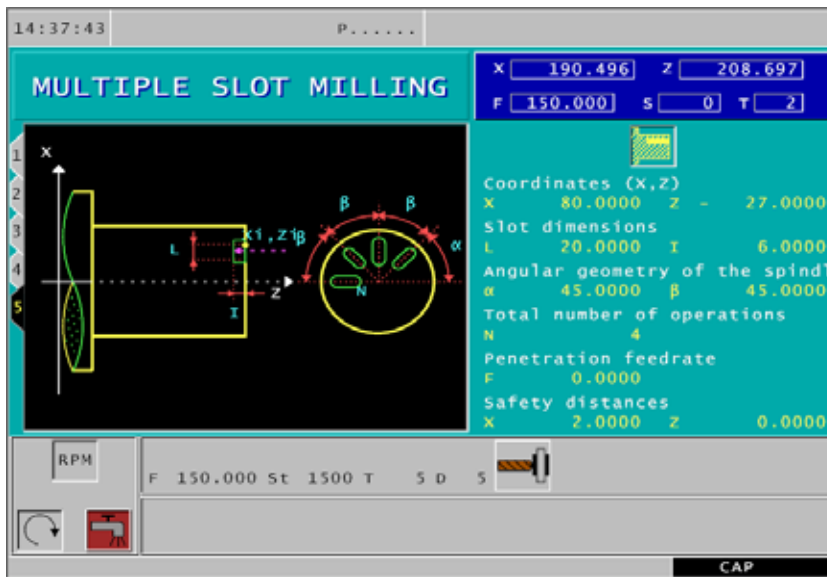 14:37:43 P......
MULTIPLE SLOT MILLING
X 190.496 Z 208.697
F 150.000 S 0 T 2
1
2
3
4
5
X
L
Xi,Zi
Z
I
β β β α
N
Coordinates (X,Z)
X 80.0000 Z - 27.0000
Slot dimensions
L 20.0000 I 6.0000
Angular geometry of the spindl
α 45.0000 β 45.0000
Total number of operations
N 4
Penetration feedrate
F 0.0000
Safety distances
X 2.0000 Z 0.0000
RPM
F 150.000 St 1500 T 5 D 5
CAP